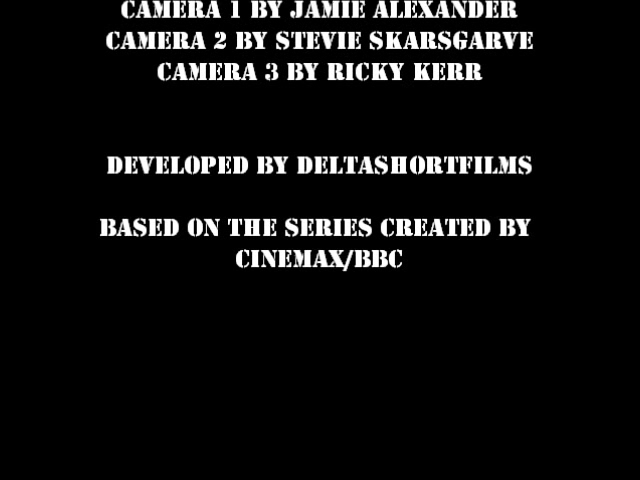 CAMERA 1 BY JAMIE ALEXANDER
CAMERA 2 BY STEVIE SKARSGARVE
CAMERA 3 BY RICKY KERR
DEVELOPED BY DELTASHORTFILMS
BASED ON THE SERIES CREATED BY
CINEMAX/BBC